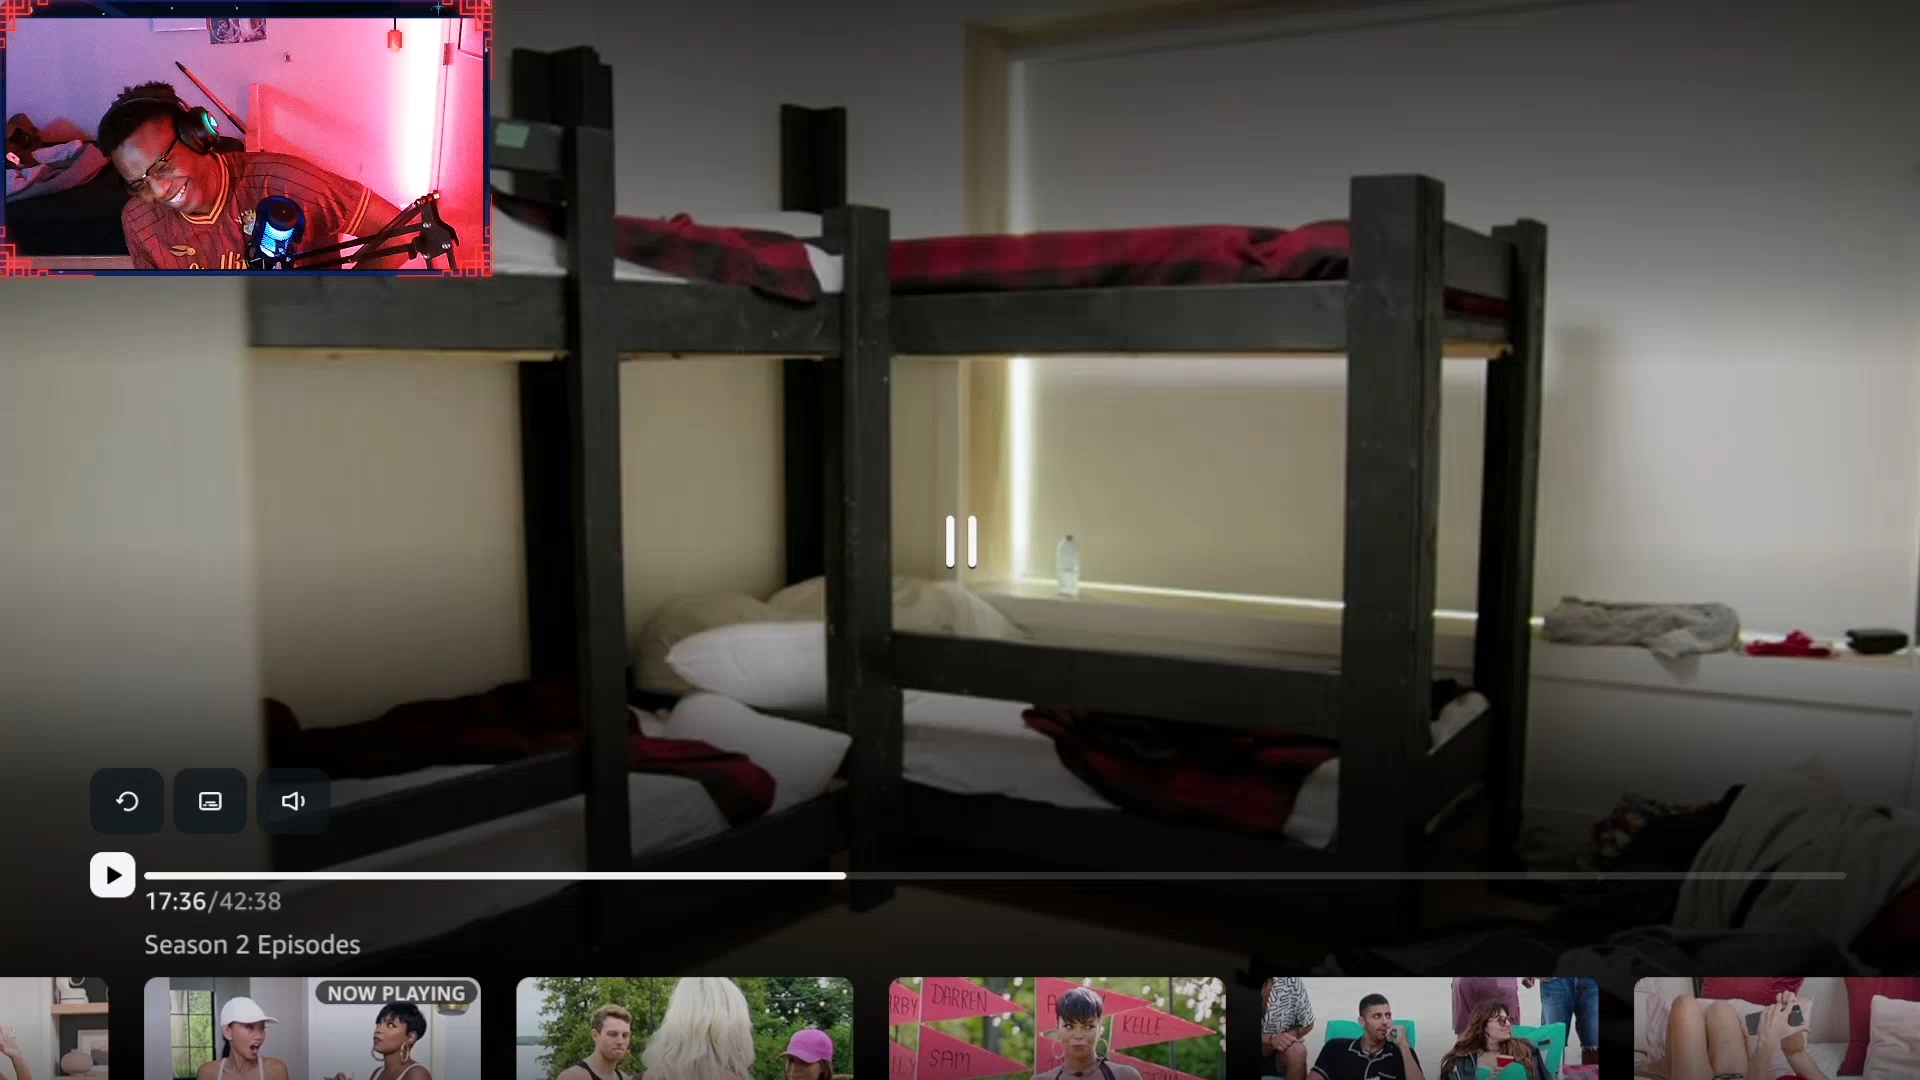 17:36/42:38
Season 2 Episodes
NOW PLAYING
DARREN
KELLE
SAM